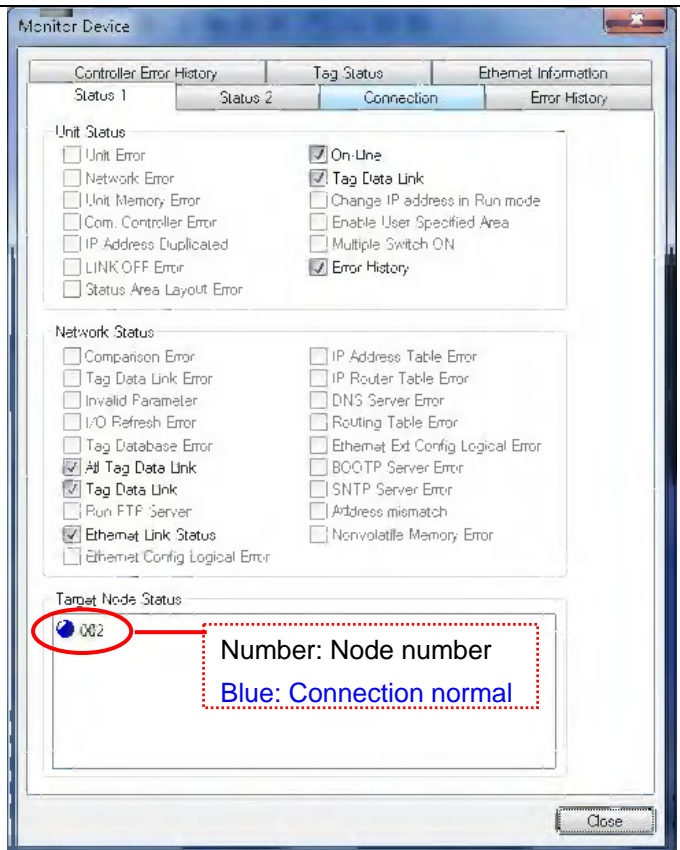 Monitor Device
Controller Error History Tag Status Ethernet Information
Status 1 Status 2 Connection Error History
Unit Status
Unit Error
Network Error
Unit Memory Error
Com. Controller Error
IP Address Duplicated
LINK OFF Error
Status Area Layout Error
On-Line
Tag Data Link
Change IP address in Run mode
Enable User Specified Area
Multiple Switch ON
Error History
Network Status
Comparison Error
Tag Data Link Error
Invalid Parameter
I/O Refresh Error
Tag Database Error
All Tag Data Link
Tag Data Link
Run FTP Server
Ethernet Link Status
Ethernet Config Logical Error
IP Address Table Error
IP Router Table Error
DNS Server Error
Routing Table Error
Ethernet Ext Config Logical Error
BOOTP Server Error
SNTP Server Error
Address mismatch
Nonvolatile Memory Error
Target Node Status
002
Number: Node number
Blue: Connection normal
Close